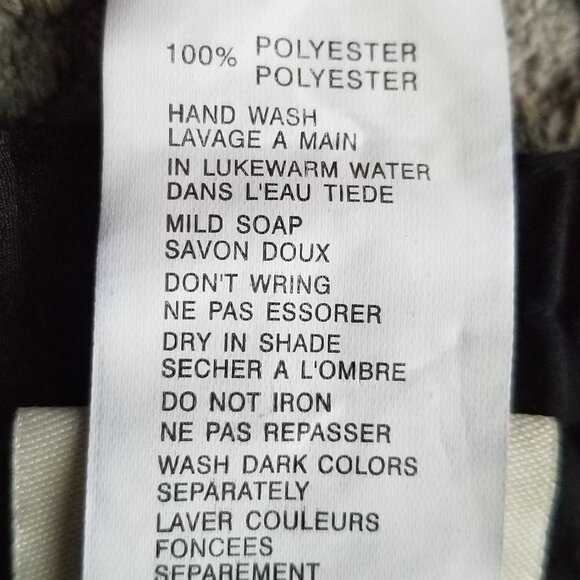 100% POLYESTER
POLYESTER
HAND WASH
LAVAGE A MAIN
IN LUKEWARM WATER
DANS L'EAU TIEDE
MILD SOAP
SAVON DOUX
DON'T WRING
NE PAS ESSORER
DRY IN SHADE
SECHER A L'OMBRE
DO NOT IRON
NE PAS REPASSER
WASH DARK COLORS
SEPARATELY
LAVER COULEURS
FONCEES
SEPAREMENT